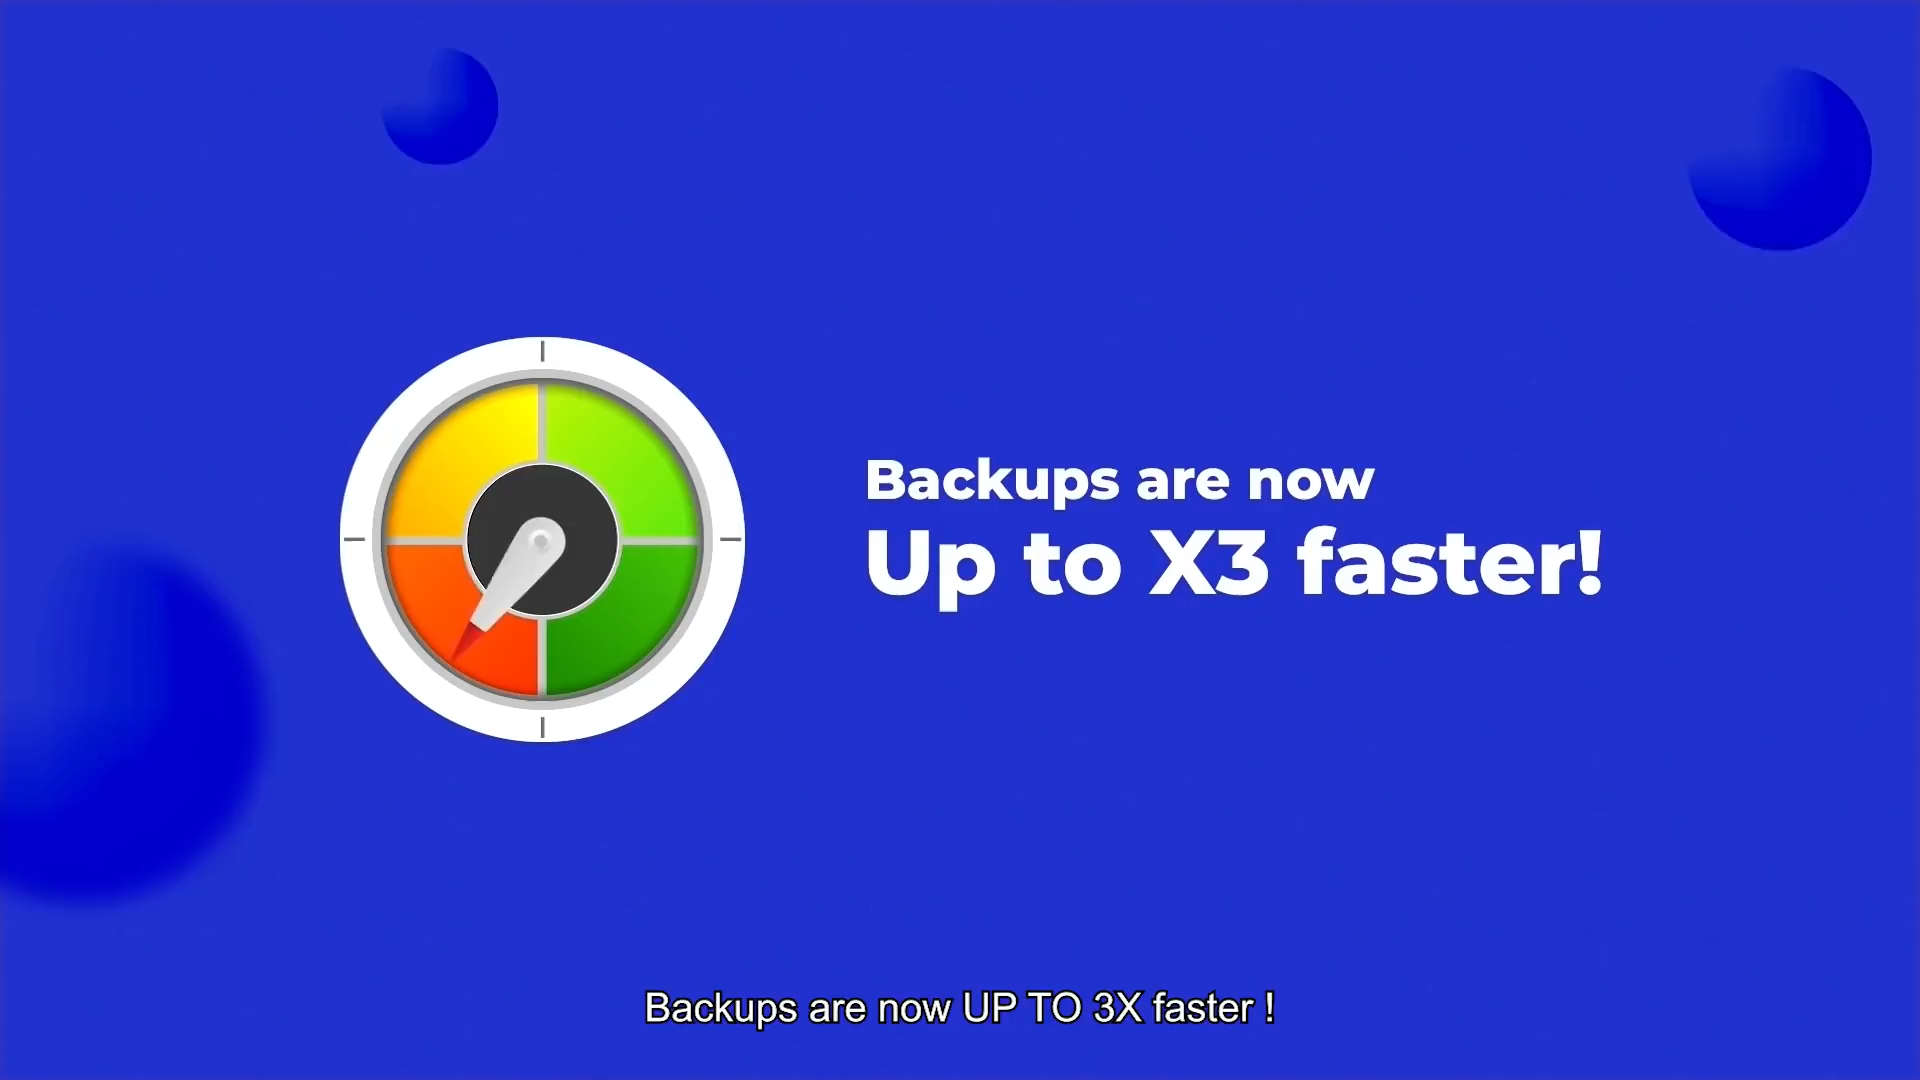 Backups are now
Up to X3 faster!
Backups are now UP TO 3X faster !